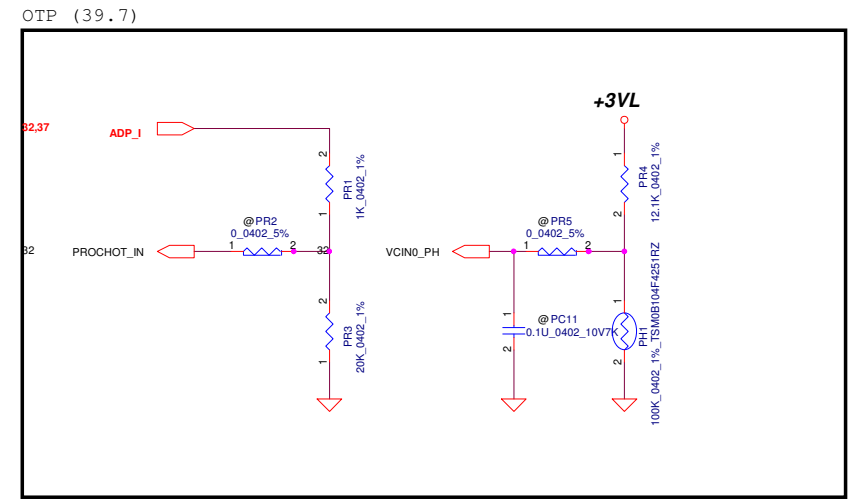 OTP (39.7)
+3VL
32,37
ADP_I
2
PR1
1K_0402_1%
1
1
PR4
12.1K_0402_1%
2
32
PROCHOT_IN
@PR2
0_0402_5%
1
2
32
VCIN0_PH
@PR5
0_0402_5%
1
2
2
PR3
20K_0402_1%
1
1
@PC11
0.1U_0402_10V7K
2
1
PH1
100K_0402_1%_TSM0B104F4251RZ
2